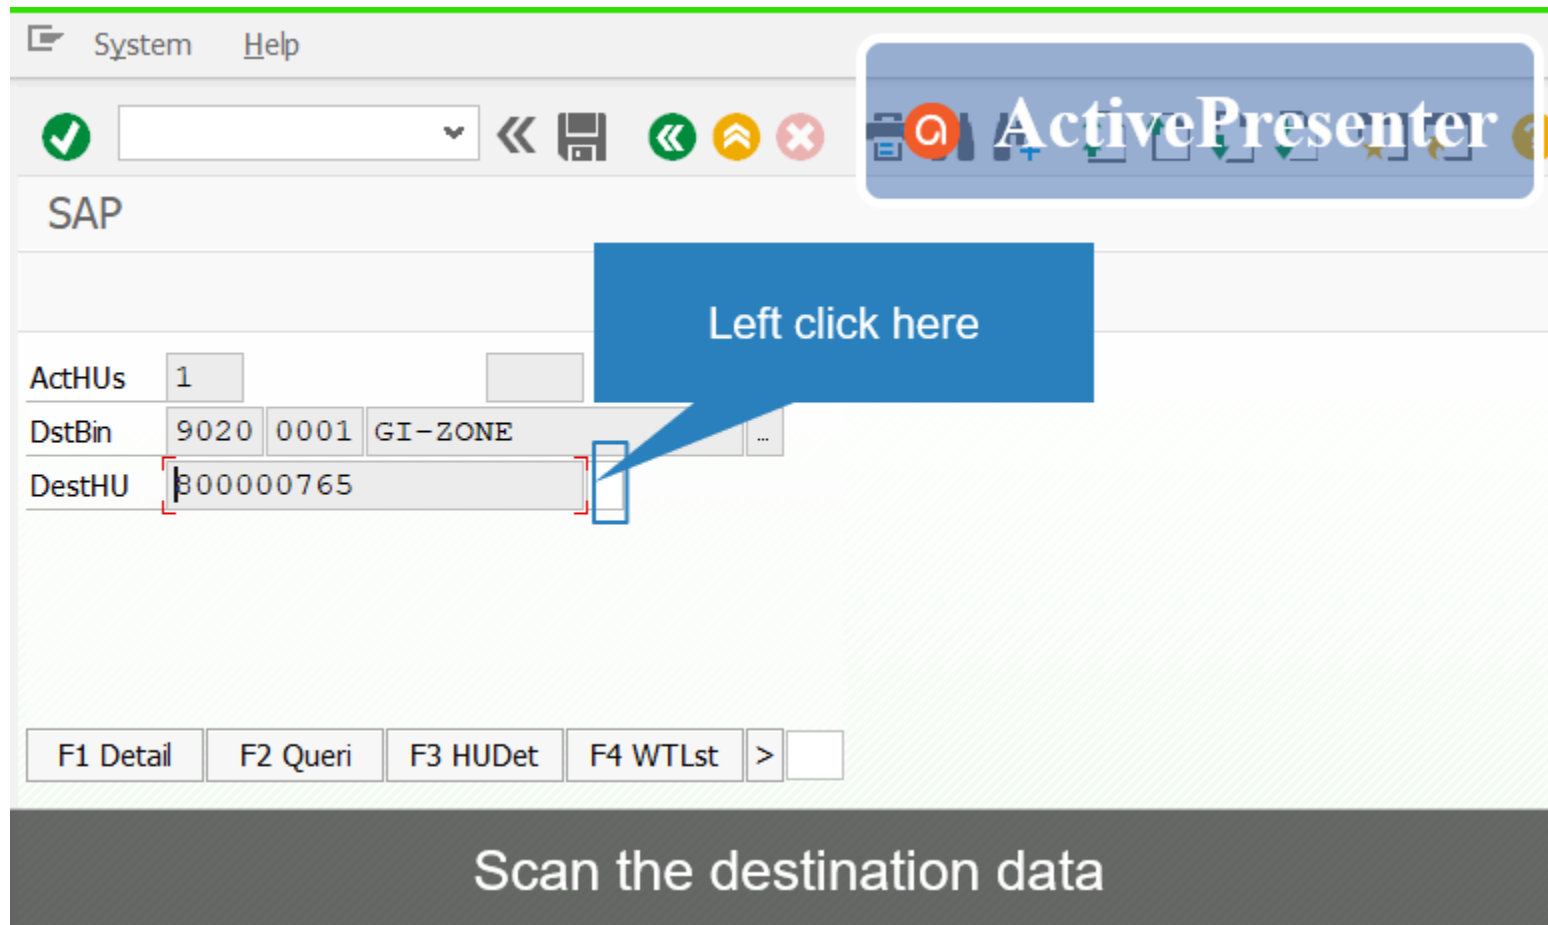 System Help
ActivePresenter
SAP
Left click here
ActHUs 1
DstBin 9020 0001 GI-ZONE ...
DestHU 800000765
F1 Detail F2 Queri F3 HUDet F4 WTLst >
Scan the destination data